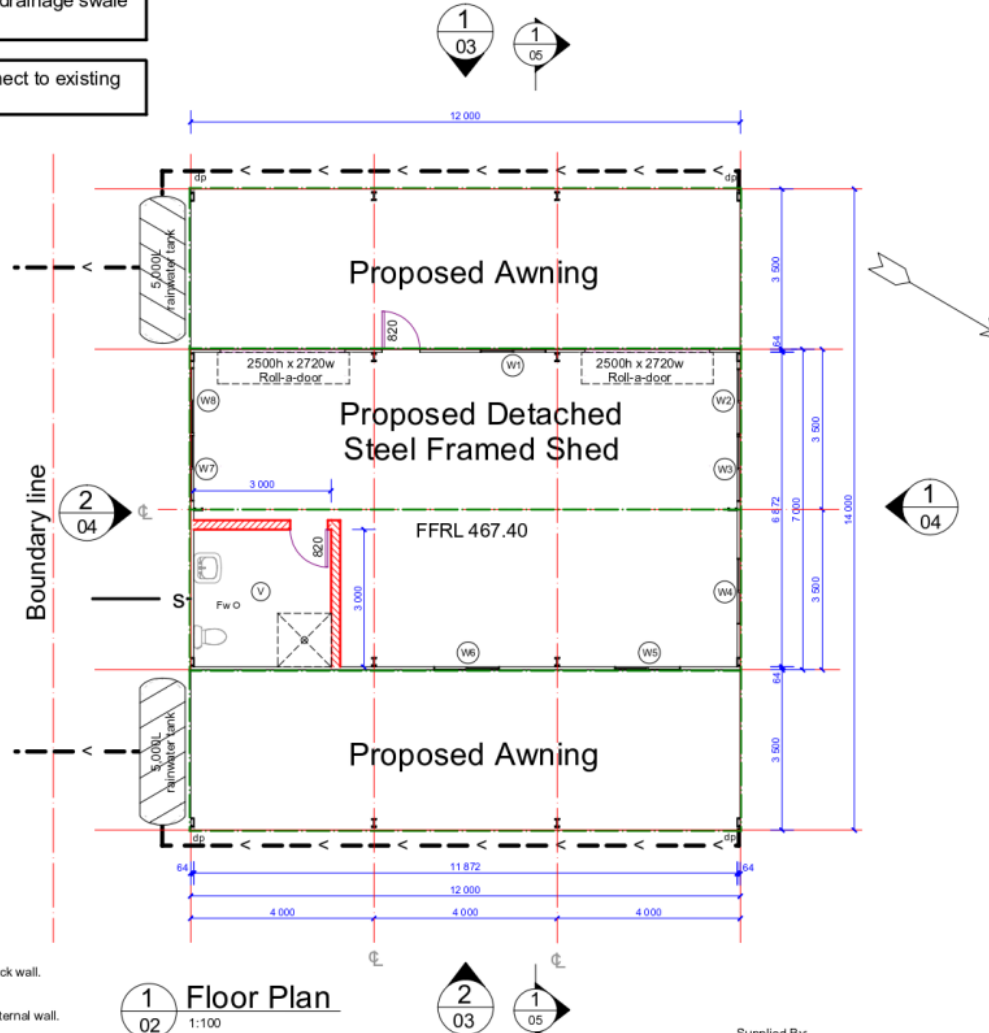 drainage swale
nect to existing
1
03
1
05
12 000
dp
dp
5,000L
rainwater tank
Proposed Awning
3 500
820
64
2500h x 2720w
Roll-a-door
W1
2500h x 2720w
Roll-a-door
W8
W2
Proposed Detached
Steel Framed Shed
3 500
W7
W3
3 000
Boundary line
2
04
℄
FFRL 467.40
6 872
7 000
14 000
1
04
820
V
Fw
S
3 000
W4
3 500
W6
W5
64
5,000L
rainwater tank
Proposed Awning
3 500
dp
dp
64
11 872
64
12 000
4 000
4 000
4 000
℄
℄
ck wall.
ternal wall.
1
02
Floor Plan
1:100
2
03
1
05